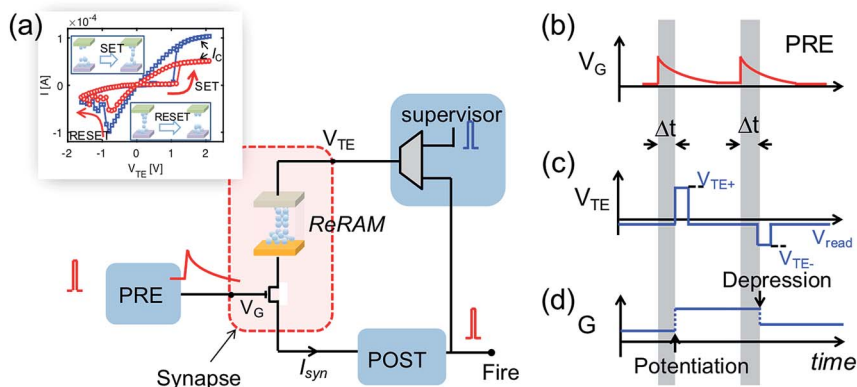 (a)
×10⁻⁴
1
0
-1
I [A]
SET
I_C
SET
RESET
RESET
-2
-1
0
1
2
V_TE [V]
V_TE
supervisor
ReRAM
PRE
V_G
Synapse
I_syn
POST
Fire
(b)
PRE
V_G
Δt
Δt
(c)
V_TE
V_TE+
V_read
V_TE-
Depression
(d)
G
Potentiation
time